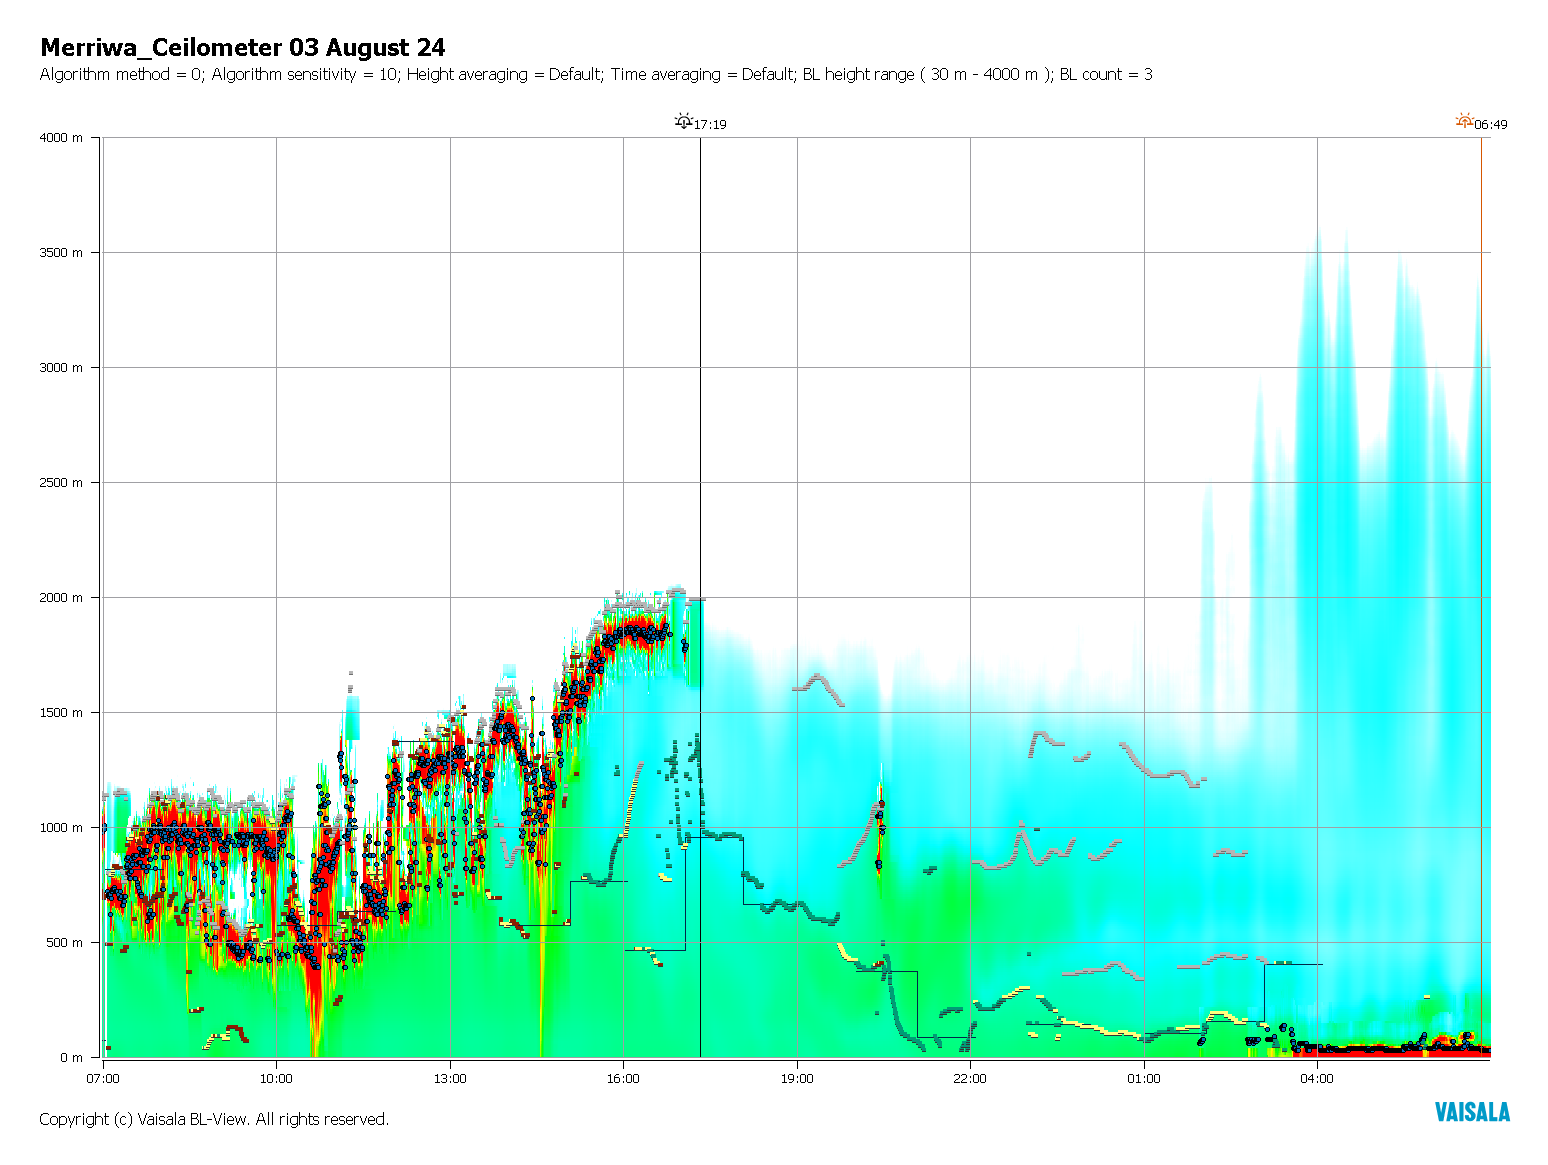 Merriwa_Ceilometer 03 August 24
Algorithm method = 0; Algorithm sensitivity = 10; Height averaging = Default; Time averaging = Default; BL height range ( 30 m - 4000 m ); BL count = 3
17:19
06:49
4000 m
3500 m
3000 m
2500 m
2000 m
1500 m
1000 m
500 m
0 m
07:00
10:00
13:00
16:00
19:00
22:00
01:00
04:00
Copyright (c) Vaisala BL-View. All rights reserved.
VAISALA